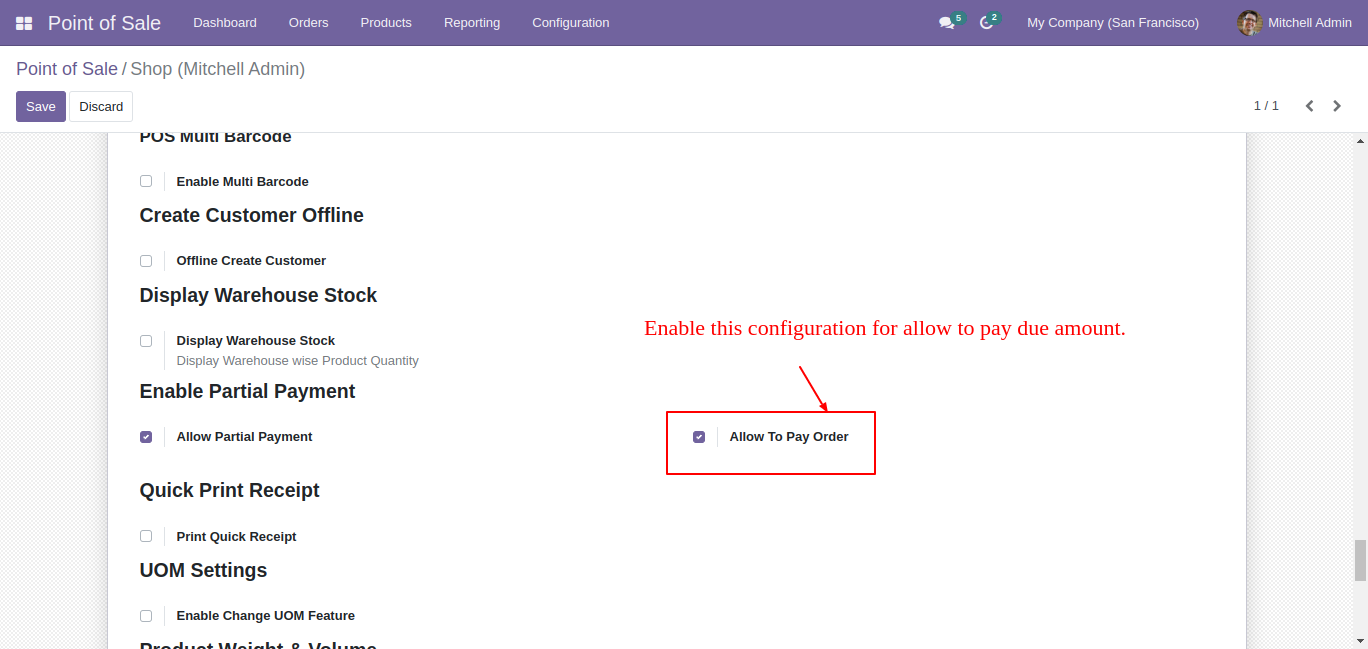 Point of Sale Dashboard Orders Products Reporting Configuration 5 2 My Company (San Francisco) Mitchell Admin
Point of Sale / Shop (Mitchell Admin)
Save Discard 1 / 1
POS Multi Barcode
Enable Multi Barcode
Create Customer Offline
Offline Create Customer
Display Warehouse Stock
Enable this configuration for allow to pay due amount.
Display Warehouse Stock
Display Warehouse wise Product Quantity
Enable Partial Payment
Allow Partial Payment Allow To Pay Order
Quick Print Receipt
Print Quick Receipt
UOM Settings
Enable Change UOM Feature
Product Weight & Volume